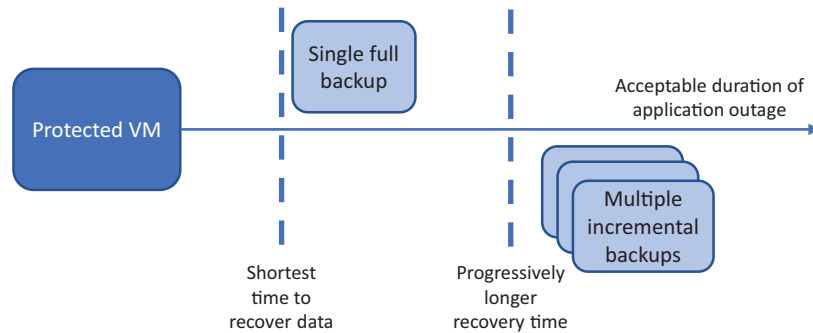 Single full
backup
Acceptable duration of
application outage
Protected VM
Multiple
incremental
backups
Shortest
time to
recover data
Progressively
longer
recovery time